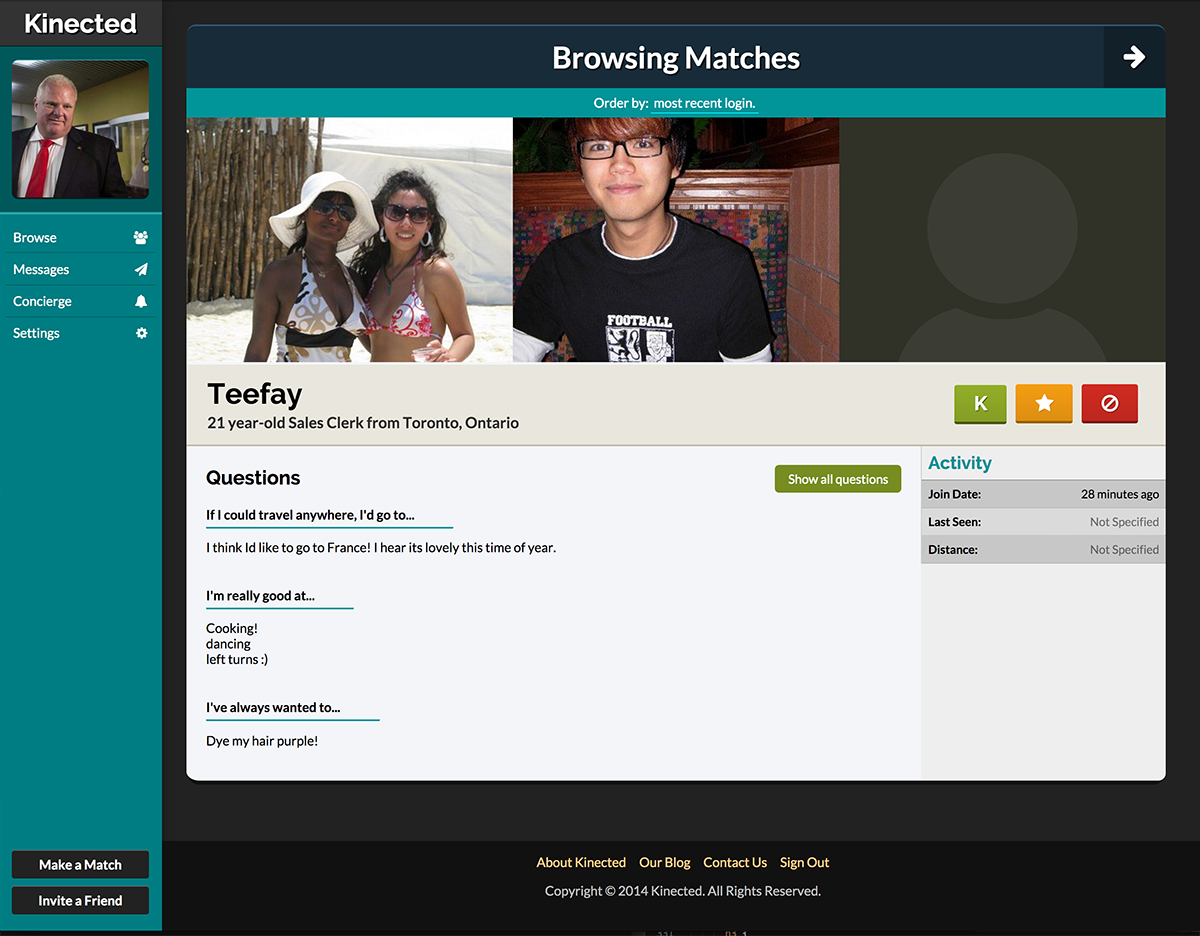 Kinected
Browse
Messages
Concierge
Settings
Make a Match
Invite a Friend
Browsing Matches
Order by: most recent login.
FOOTBALL
Teefay
21 year-old Sales Clerk from Toronto, Ontario
K
Questions
Show all questions
If I could travel anywhere, I'd go to...
I think Id like to go to France! I hear its lovely this time of year.
I'm really good at...
Cooking!
dancing
left turns :)
I've always wanted to...
Dye my hair purple!
Activity
Join Date: 28 minutes ago
Last Seen: Not Specified
Distance: Not Specified
About Kinected Our Blog Contact Us Sign Out
Copyright © 2014 Kinected. All Rights Reserved.